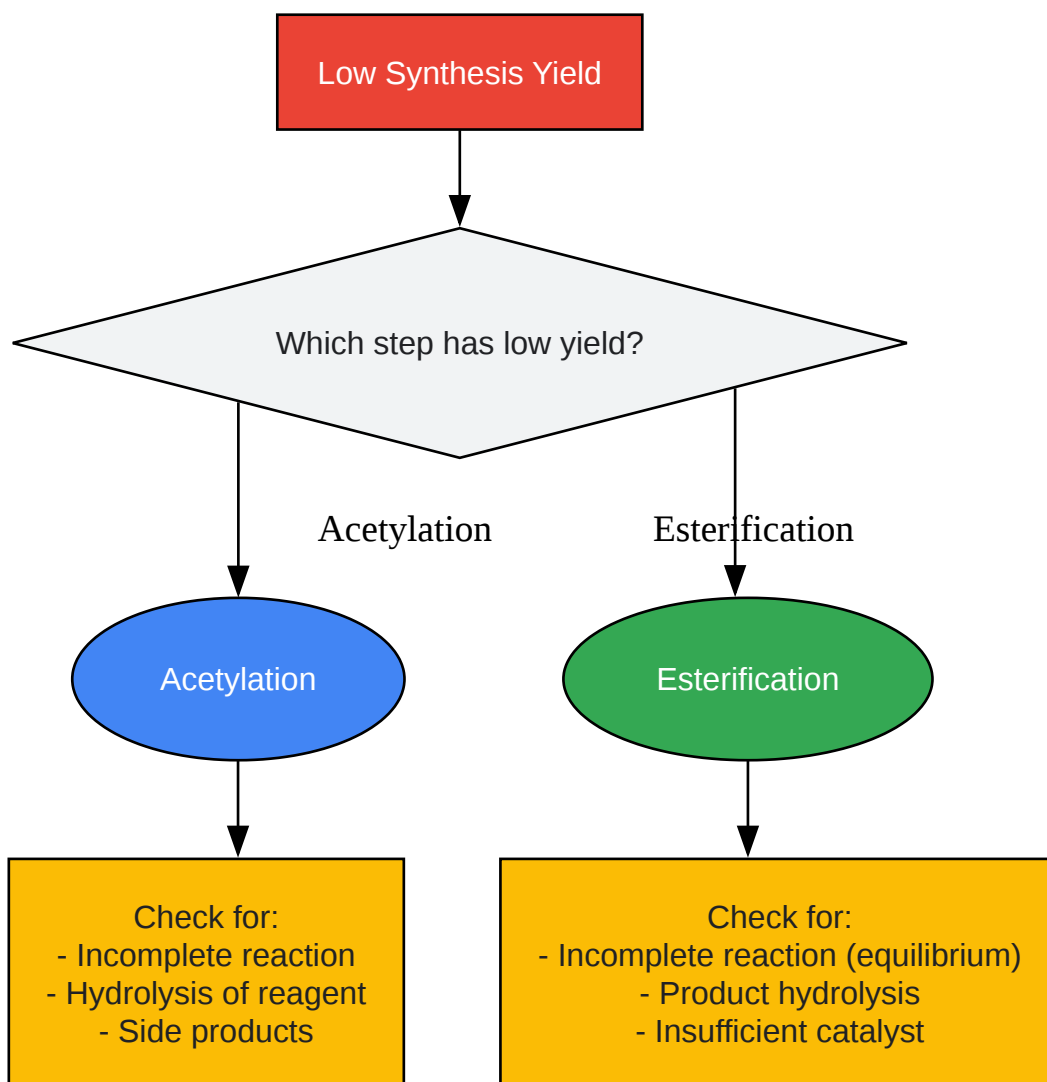 Low Synthesis Yield
Which step has low yield?
Acetylation
Esterification
Acetylation
Esterification
Check for:
- Incomplete reaction
- Hydrolysis of reagent
- Side products
Check for:
- Incomplete reaction (equilibrium)
- Product hydrolysis
- Insufficient catalyst